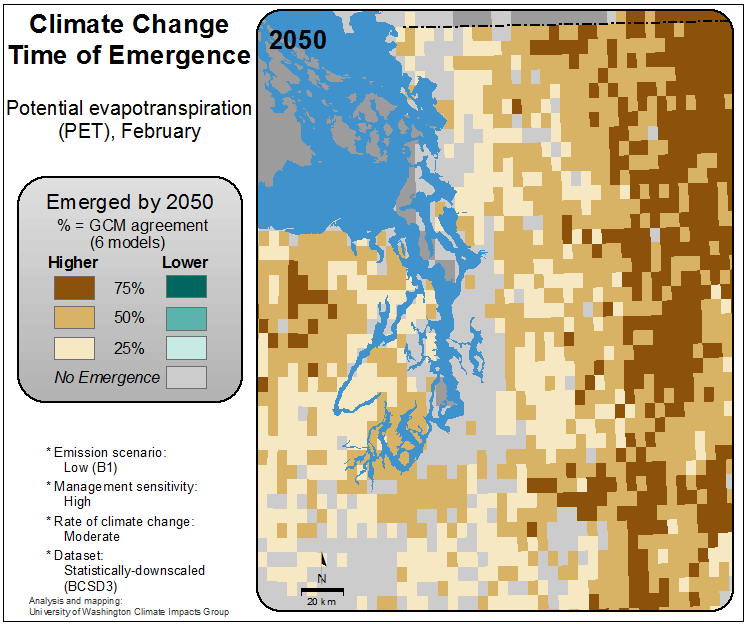 Climate Change
Time of Emergence
Potential evapotranspiration
(PET), February
Emerged by 2050
% = GCM agreement
(6 models)
Higher Lower
75%
50%
25%
No Emergence
* Emission scenario:
Low (B1)
* Management sensitivity:
High
* Rate of climate change:
Moderate
* Dataset:
Statistically-downscaled
(BCSD3)
Analysis and mapping:
University of Washington Climate Impacts Group
2050
N
20 km